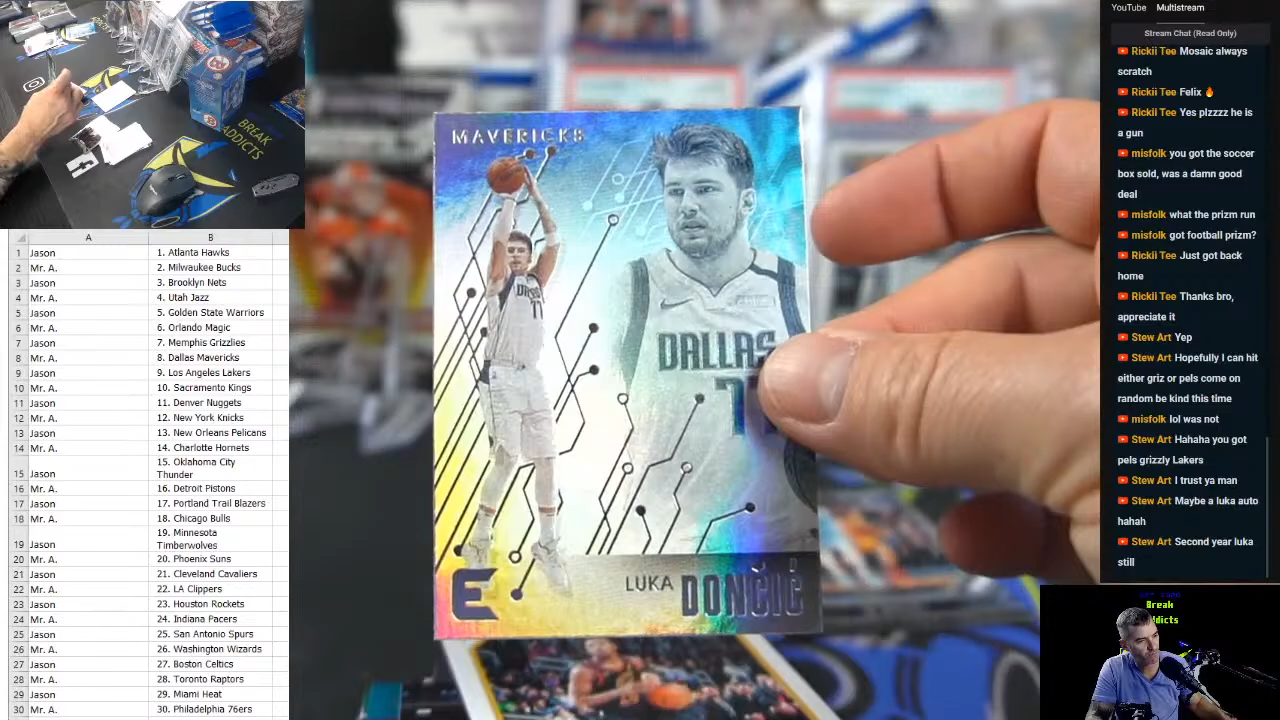 YouTube Multistream
Stream Chat (Read Only)
Rickii Tee Mosaic always
scratch
Rickii Tee Felix 🔥
Rickii Tee Yes plzzzz he is
a gun
misfolk you got the soccer
box sold, was a damn good
deal
misfolk what the prizm run
misfolk got football prizm?
Rickii Tee Just got back
home
Rickii Tee Thanks bro,
appreciate it
Stew Art Yep
Stew Art Hopefully I can hit
either griz or pels come on
random be kind this time
misfolk lol was not
Stew Art Hahaha you got
pels grizzly Lakers
Stew Art I trust ya man
Stew Art Maybe a luka auto
hahah
Stew Art Second year luka
still
BREAK
ADDICTS
MAVERICKS
DALLAS
E
LUKA DONČIĆ
A B
1 Jason 1. Atlanta Hawks
2 Mr. A. 2. Milwaukee Bucks
3 Jason 3. Brooklyn Nets
4 Mr. A. 4. Utah Jazz
5 Jason 5. Golden State Warriors
6 Mr. A. 6. Orlando Magic
7 Jason 7. Memphis Grizzlies
8 Mr. A. 8. Dallas Mavericks
9 Jason 9. Los Angeles Lakers
10 Mr. A. 10. Sacramento Kings
11 Jason 11. Denver Nuggets
12 Mr. A. 12. New York Knicks
13 Jason 13. New Orleans Pelicans
14 Mr. A. 14. Charlotte Hornets
15. Oklahoma City
15 Jason Thunder
16 Mr. A. 16. Detroit Pistons
17 Jason 17. Portland Trail Blazers
18 Mr. A. 18. Chicago Bulls
19. Minnesota
19 Jason Timberwolves
20 Mr. A. 20. Phoenix Suns
21 Jason 21. Cleveland Cavaliers
22 Mr. A. 22. LA Clippers
23 Jason 23. Houston Rockets
24 Mr. A. 24. Indiana Pacers
25 Jason 25. San Antonio Spurs
26 Mr. A. 26. Washington Wizards
27 Jason 27. Boston Celtics
28 Mr. A. 28. Toronto Raptors
29 Jason 29. Miami Heat
30 Mr. A. 30. Philadelphia 76ers
Break